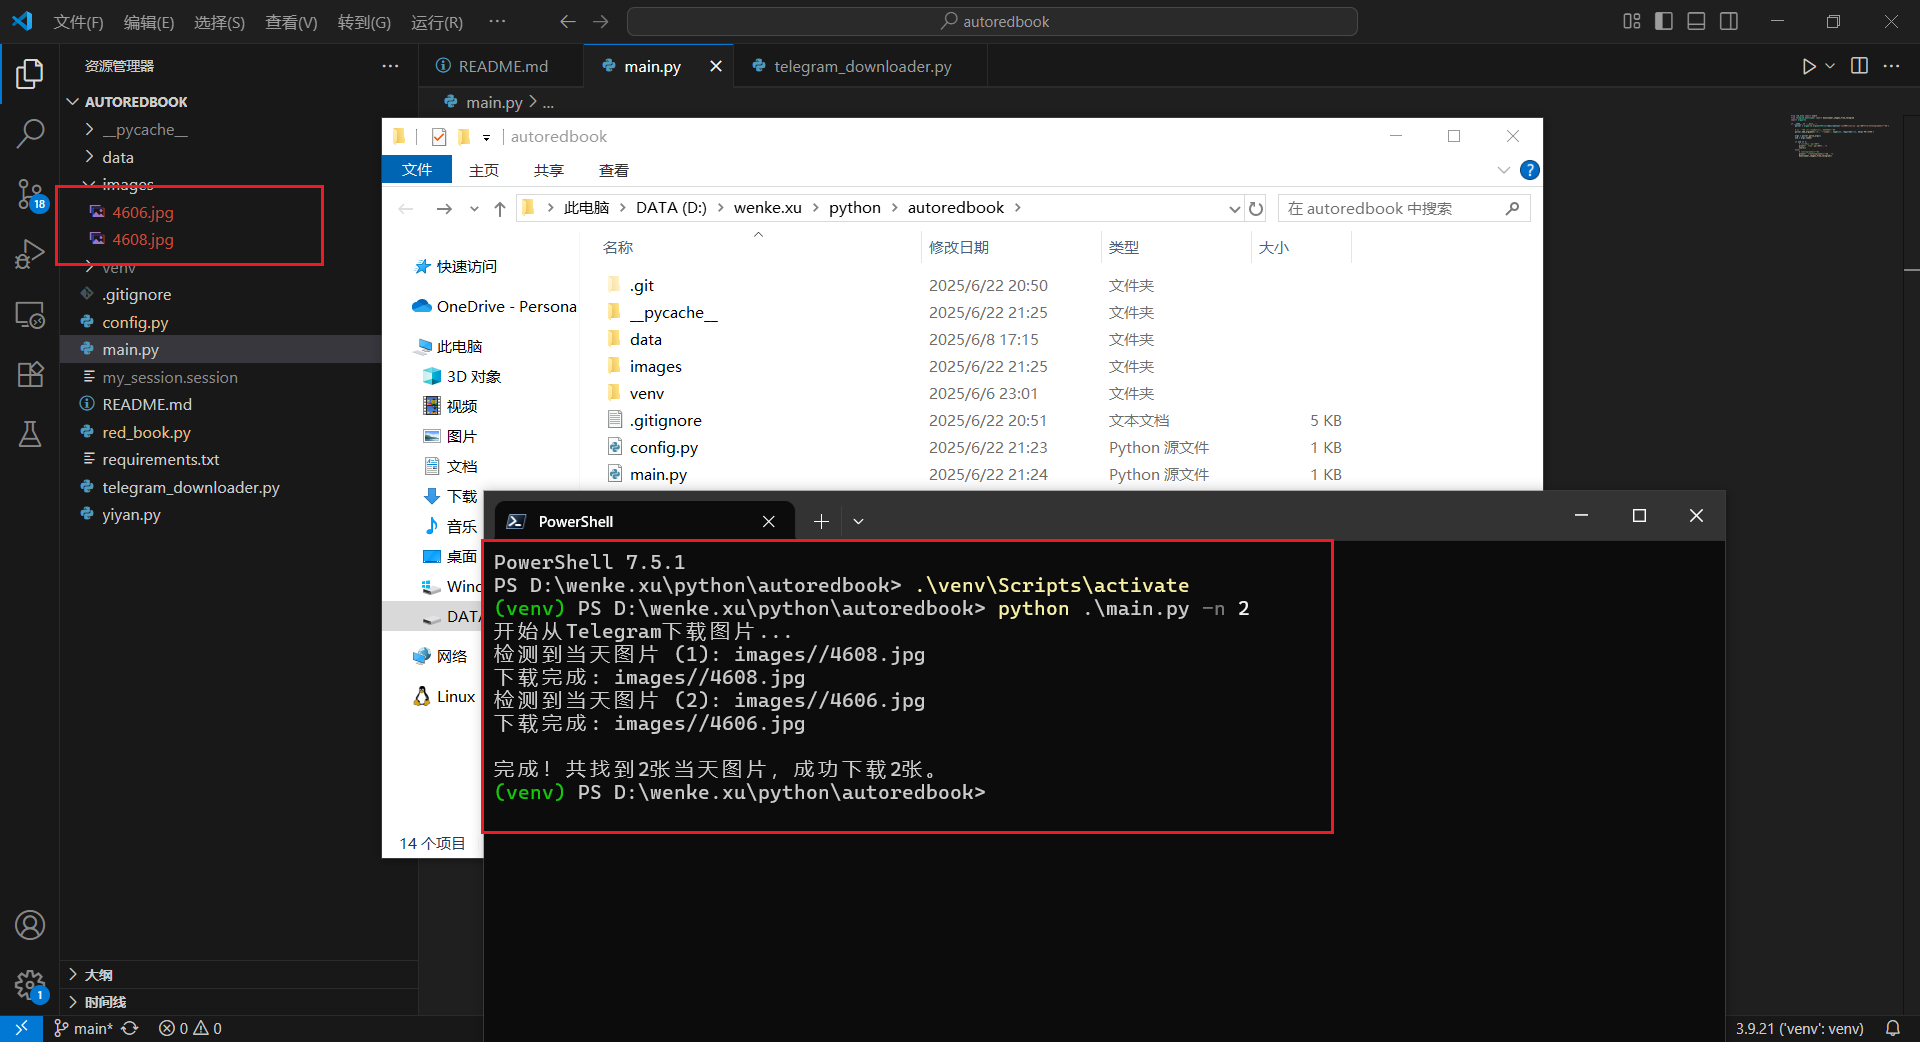 文件(F) 编辑(E) 选择(S) 查看(V) 转到(G) 运行(R) ··· autoredbook
资源管理器 ···
README.md main.py telegram_downloader.py
main.py > ...
AUTOREDBOOK
__pycache__
data
images
4606.jpg
4608.jpg
venv
.gitignore
config.py
main.py
my_session.session
README.md
red_book.py
requirements.txt
telegram_downloader.py
yiyan.py
18
大纲
时间线
1
main* 0 0
3.9.21 ('venv': venv)
autoredbook
文件 主页 共享 查看
此电脑 > DATA (D:) > wenke.xu > python > autoredbook >
在 autoredbook 中搜索
快速访问
OneDrive - Persona
此电脑
3D 对象
视频
图片
文档
下载
音乐
桌面
Wind
DATA
网络
Linux
14 个项目
名称 修改日期 类型 大小
.git 2025/6/22 20:50 文件夹
__pycache__ 2025/6/22 21:25 文件夹
data 2025/6/8 17:15 文件夹
images 2025/6/22 21:25 文件夹
venv 2025/6/6 23:01 文件夹
.gitignore 2025/6/22 20:51 文本文档 5 KB
config.py 2025/6/22 21:23 Python 源文件 1 KB
main.py 2025/6/22 21:24 Python 源文件 1 KB
PowerShell
PowerShell 7.5.1
PS D:\wenke.xu\python\autoredbook> .\venv\Scripts\activate
(venv) PS D:\wenke.xu\python\autoredbook> python .\main.py -n 2
开始从Telegram下载图片...
检测到当天图片 (1): images//4608.jpg
下载完成: images//4608.jpg
检测到当天图片 (2): images//4606.jpg
下载完成: images//4606.jpg
完成！共找到2张当天图片，成功下载2张。
(venv) PS D:\wenke.xu\python\autoredbook>